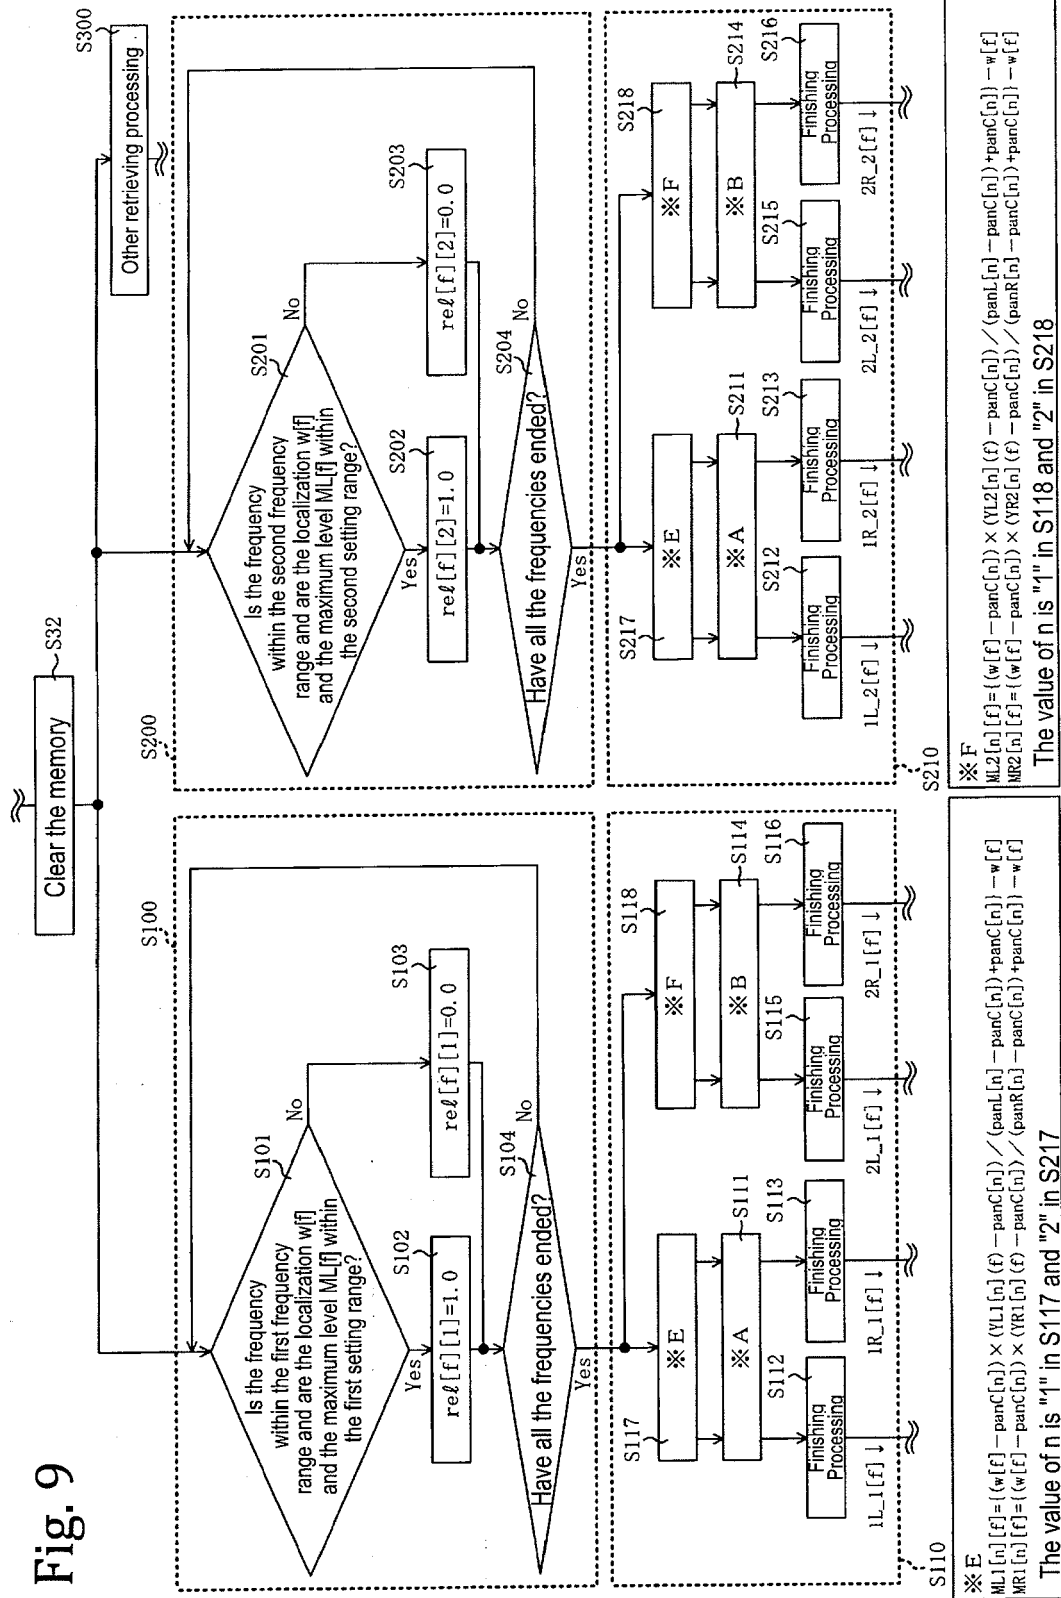 Fig. 9
Clear the memory
S32
S100
Is the frequency
within the first frequency
range and are the localization w[f]
and the maximum level ML[f] within
the first setting range?
S101
No
Yes
S102
rel[f][1]=1.0
S103
rel[f][1]=0.0
S104
Have all the frequencies ended?
No
Yes
S110
S117
※E
S118
※F
S111
※A
S114
※B
S112
Finishing
Processing
S113
Finishing
Processing
S115
Finishing
Processing
S116
Finishing
Processing
1L_1[f]↓
1R_1[f]↓
2L_1[f]↓
2R_1[f]↓
S200
Is the frequency
within the second frequency
range and are the localization w[f]
and the maximum level ML[f] within
the second setting range?
S201
No
Yes
S202
rel[f][2]=1.0
S203
rel[f][2]=0.0
S204
Have all the frequencies ended?
No
Yes
S210
S217
※E
S218
※F
S211
※A
S214
※B
S212
Finishing
Processing
S213
Finishing
Processing
S215
Finishing
Processing
S216
Finishing
Processing
1L_2[f]↓
1R_2[f]↓
2L_2[f]↓
2R_2[f]↓
S300
Other retrieving processing
※E
ML1[n][f]={(w[f]-panC[n])×(YL1[n](f)-panC[n])/(panL[n]-panC[n])+panC[n]}-w[f]
MR1[n][f]={(w[f]-panC[n])×(YR1[n](f)-panC[n])/(panR[n]-panC[n])+panC[n]}-w[f]
The value of n is "1" in S117 and "2" in S217
※F
ML2[n][f]={(w[f]-panC[n])×(YL2[n](f)-panC[n])/(panL[n]-panC[n])+panC[n]}-w[f]
MR2[n][f]={(w[f]-panC[n])×(YR2[n](f)-panC[n])/(panR[n]-panC[n])+panC[n]}-w[f]
The value of n is "1" in S118 and "2" in S218